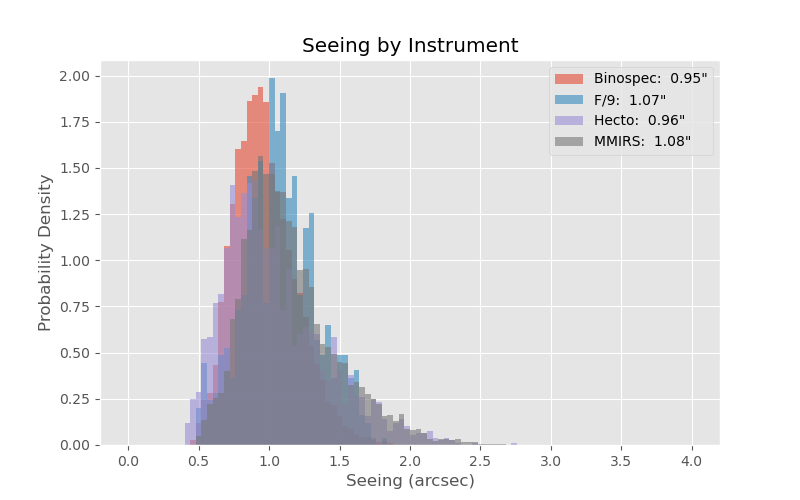 Seeing by Instrument
Binospec:  0.95"
F/9:  1.07"
Hecto:  0.96"
MMIRS:  1.08"
Probability Density
2.00
1.75
1.50
1.25
1.00
0.75
0.50
0.25
0.00
0.0 0.5 1.0 1.5 2.0 2.5 3.0 3.5 4.0
Seeing (arcsec)